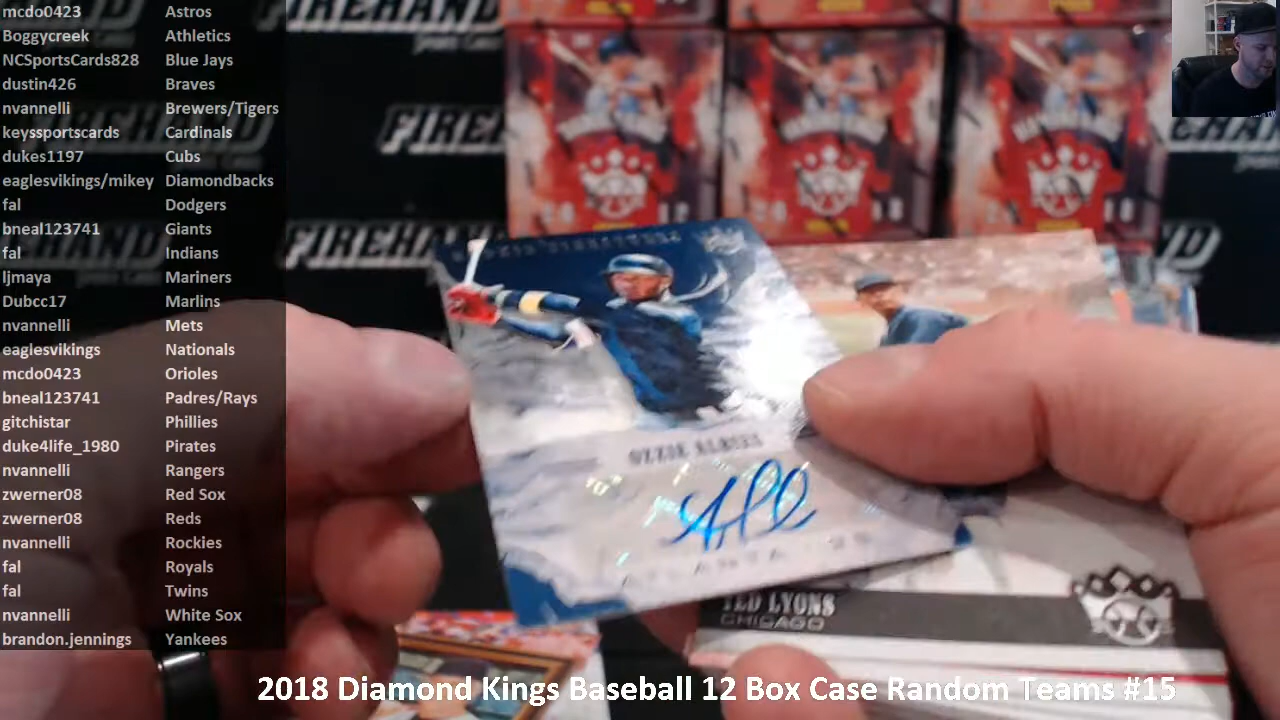 mcdo0423 Astros
Boggycreek Athletics
NCSportsCards828 Blue Jays
dustin426 Braves
nvannelli Brewers/Tigers
keyssportscards Cardinals
dukes1197 Cubs
eaglesvikings/mikey Diamondbacks
fal Dodgers
bneal123741 Giants
fal Indians
ljmaya Mariners
Dubcc17 Marlins
nvannelli Mets
eaglesvikings Nationals
mcdo0423 Orioles
bneal123741 Padres/Rays
gitchistar Phillies
duke4life_1980 Pirates
nvannelli Rangers
zwerner08 Red Sox
zwerner08 Reds
nvannelli Rockies
fal Royals
fal Twins
nvannelli White Sox
brandon.jennings Yankees
FIREHAND
OZZIE ALBIES
ATLANTA
TED LYONS
CHICAGO
2018 Diamond Kings Baseball 12 Box Case Random Teams #15